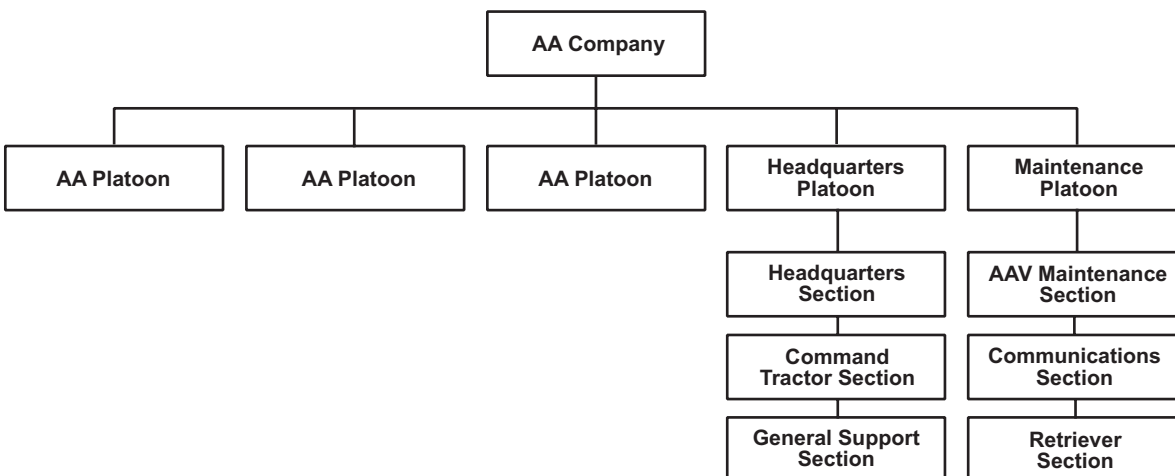 AA Company
AA Platoon
AA Platoon
AA Platoon
Headquarters
Platoon
Maintenance
Platoon
Headquarters
Section
AAV Maintenance
Section
Command
Tractor Section
Communications
Section
General Support
Section
Retriever
Section